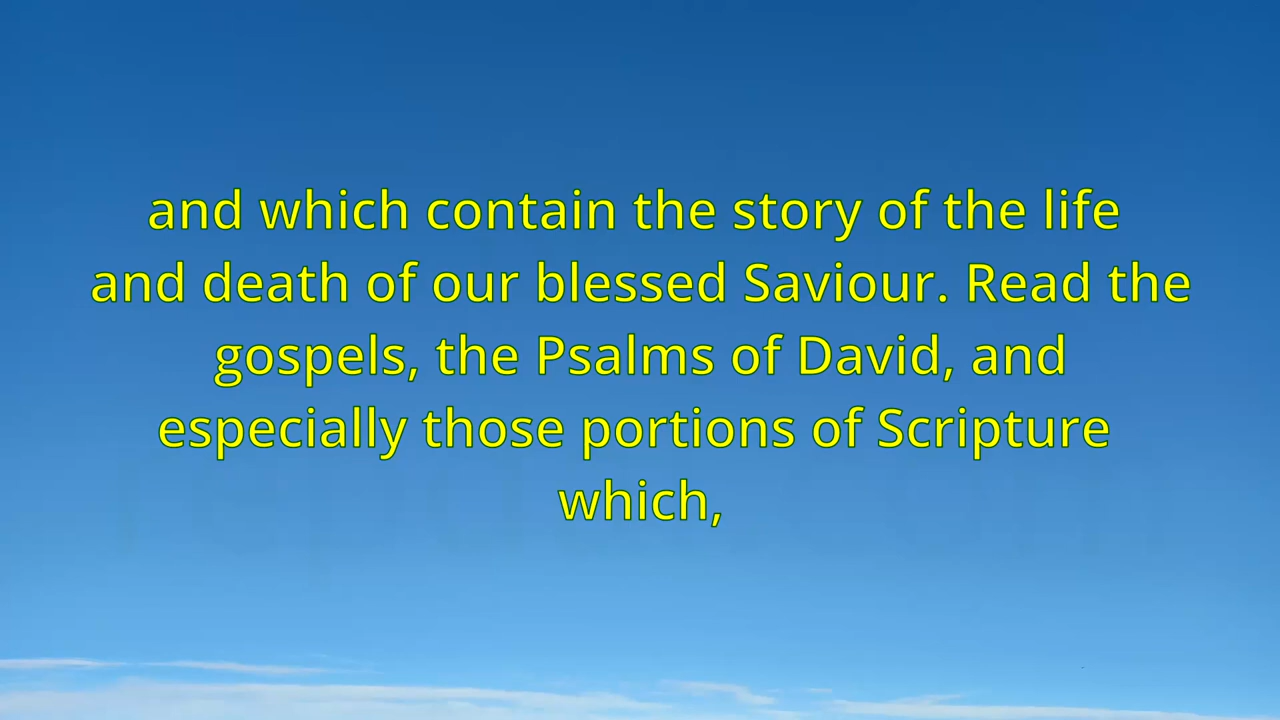 and which contain the story of the life
and death of our blessed Saviour. Read the
gospels, the Psalms of David, and
especially those portions of Scripture
which,